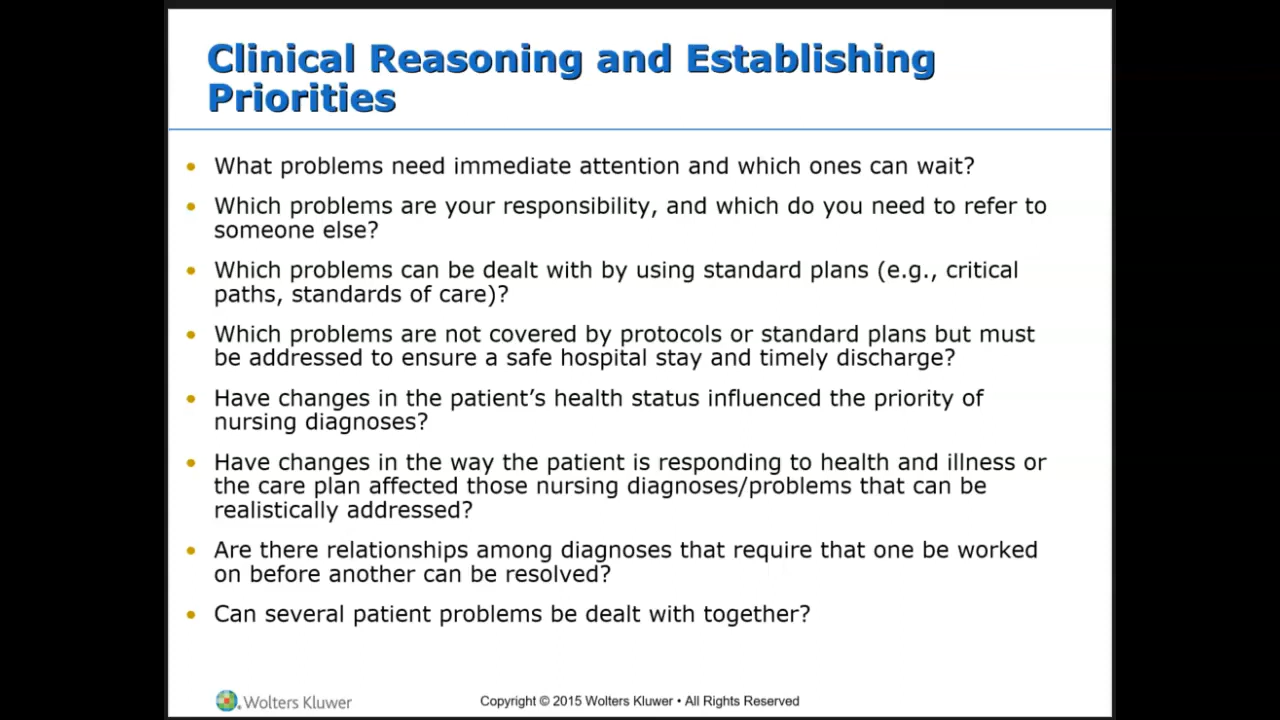 Clinical Reasoning and Establishing
Priorities
• What problems need immediate attention and which ones can wait?
• Which problems are your responsibility, and which do you need to refer to
someone else?
• Which problems can be dealt with by using standard plans (e.g., critical
paths, standards of care)?
• Which problems are not covered by protocols or standard plans but must
be addressed to ensure a safe hospital stay and timely discharge?
• Have changes in the patient’s health status influenced the priority of
nursing diagnoses?
• Have changes in the way the patient is responding to health and illness or
the care plan affected those nursing diagnoses/problems that can be
realistically addressed?
• Are there relationships among diagnoses that require that one be worked
on before another can be resolved?
• Can several patient problems be dealt with together?
Wolters Kluwer
Copyright © 2015 Wolters Kluwer • All Rights Reserved